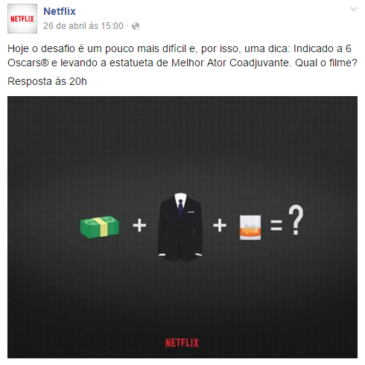 NETFLIX
Netflix
26 de abril às 15:00 ·
Hoje o desafio é um pouco mais difícil e, por isso, uma dica: Indicado a 6
Oscars® e levando a estatueta de Melhor Ator Coadjuvante. Qual o filme?
Resposta às 20h
+ + = ?
NETFLIX